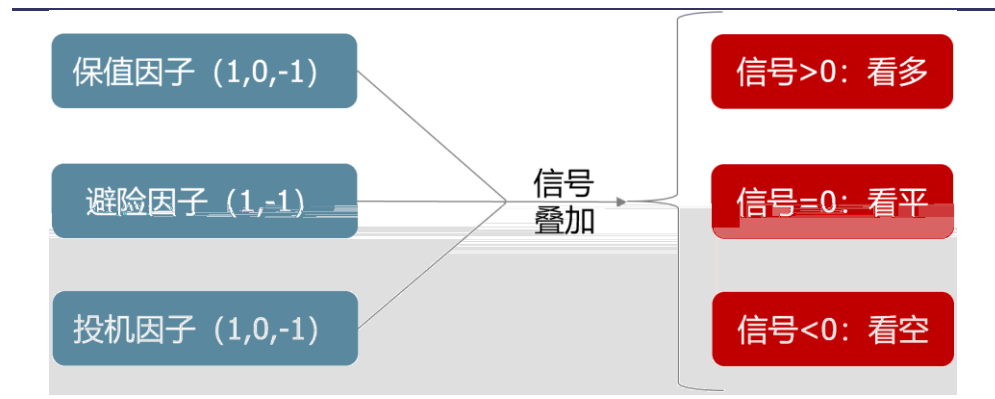 保值因子（1,0,-1）
避险因子（1,-1）
投机因子（1,0,-1）
信号
叠加
信号>0：看多
信号=0：看平
信号<0：看空